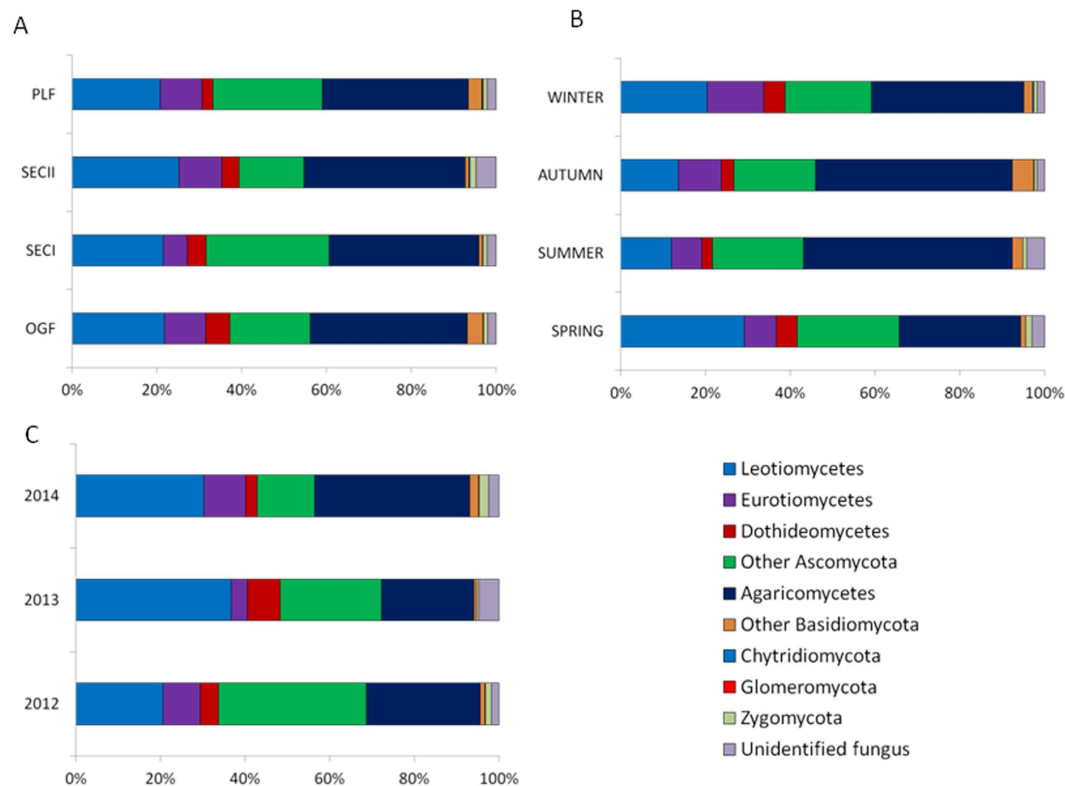 A
PLF
SECII
SECI
OGF
0% 20% 40% 60% 80% 100%
B
WINTER
AUTUMN
SUMMER
SPRING
0% 20% 40% 60% 80% 100%
C
2014
2013
2012
0% 20% 40% 60% 80% 100%
Leotiomycetes
Eurotiomycetes
Dothideomycetes
Other Ascomycota
Agaricomycetes
Other Basidiomycota
Chytridiomycota
Glomeromycota
Zygomycota
Unidentified fungus